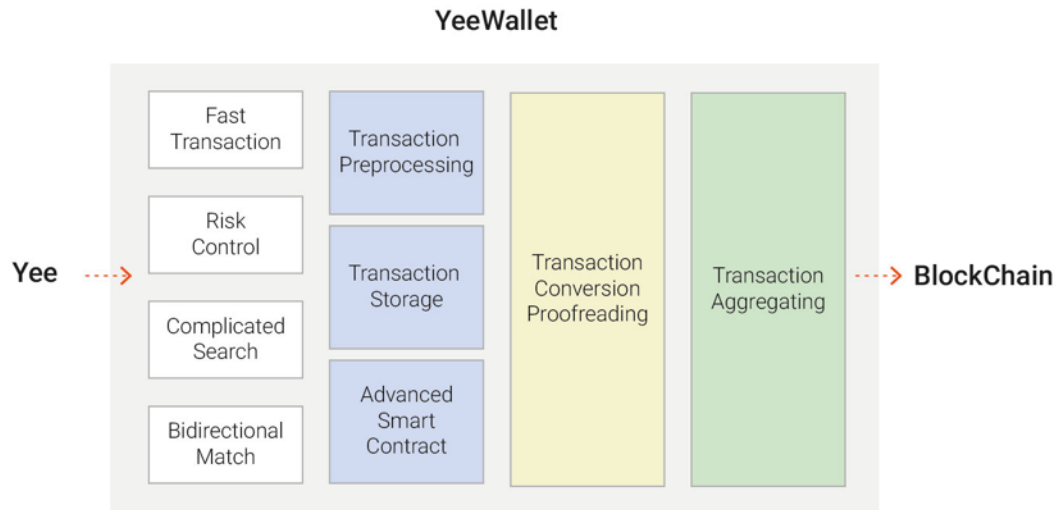 YeeWallet
Fast
Transaction
Risk
Control
Complicated
Search
Bidirectional
Match
Transaction
Preprocessing
Transaction
Storage
Advanced
Smart
Contract
Transaction
Conversion
Proofreading
Transaction
Aggregating
Yee
BlockChain